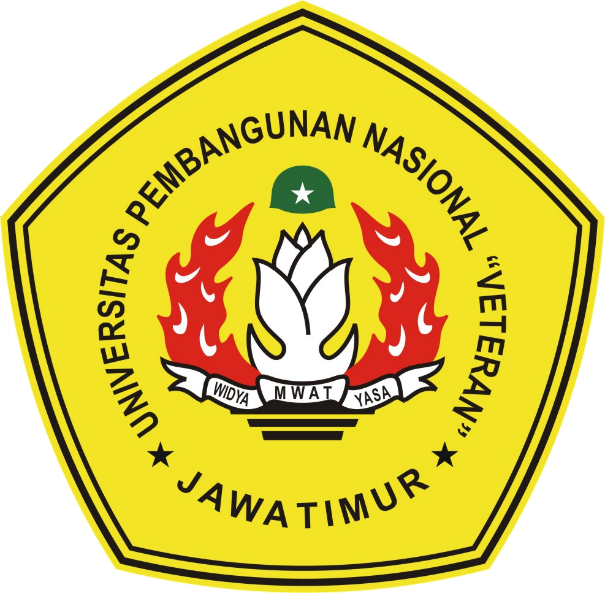 UNIVERSITAS PEMBANGUNAN NASIONAL “VETERAN”
WIDYA MWAT YASA
JAWA TIMUR